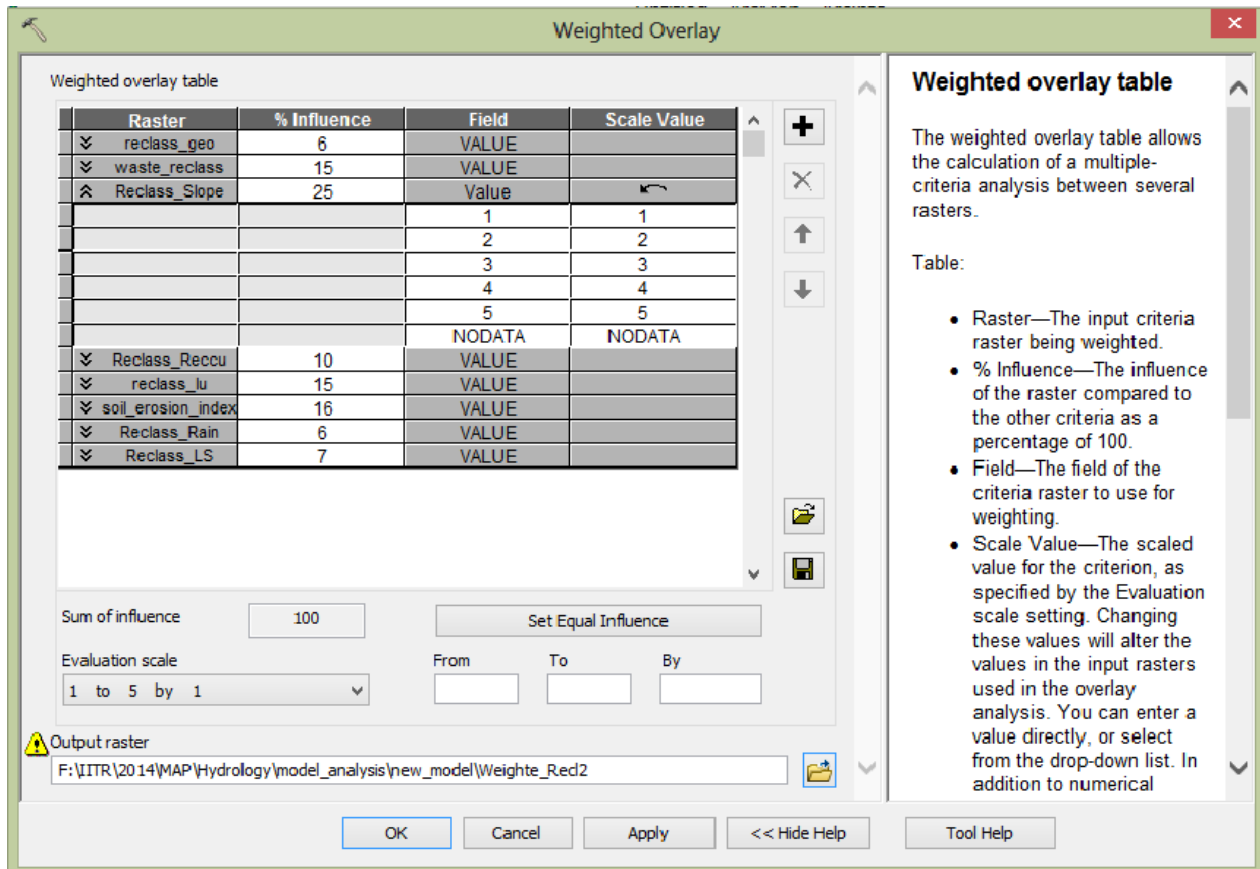 Weighted Overlay
Weighted overlay table
Raster % Influence Field Scale Value
reclass_geo 6 VALUE
waste_reclass 15 VALUE
Reclass_Slope 25 Value
1 1
2 2
3 3
4 4
5 5
NODATA NODATA
Reclass_Reccu 10 VALUE
reclass_lu 15 VALUE
soil_erosion_index 16 VALUE
Reclass_Rain 6 VALUE
Reclass_LS 7 VALUE
Sum of influence 100 Set Equal Influence
Evaluation scale From To By
1 to 5 by 1
Output raster
F:\IITR\2014\MAP\Hydrology\model_analysis\new_model\Weighte_Recl2
OK Cancel Apply << Hide Help Tool Help
Weighted overlay table
The weighted overlay table allows
the calculation of a multiple-
criteria analysis between several
rasters.
Table:
• Raster—The input criteria
raster being weighted.
• % Influence—The influence
of the raster compared to
the other criteria as a
percentage of 100.
• Field—The field of the
criteria raster to use for
weighting.
• Scale Value—The scaled
value for the criterion, as
specified by the Evaluation
scale setting. Changing
these values will alter the
values in the input rasters
used in the overlay
analysis. You can enter a
value directly, or select
from the drop-down list. In
addition to numerical